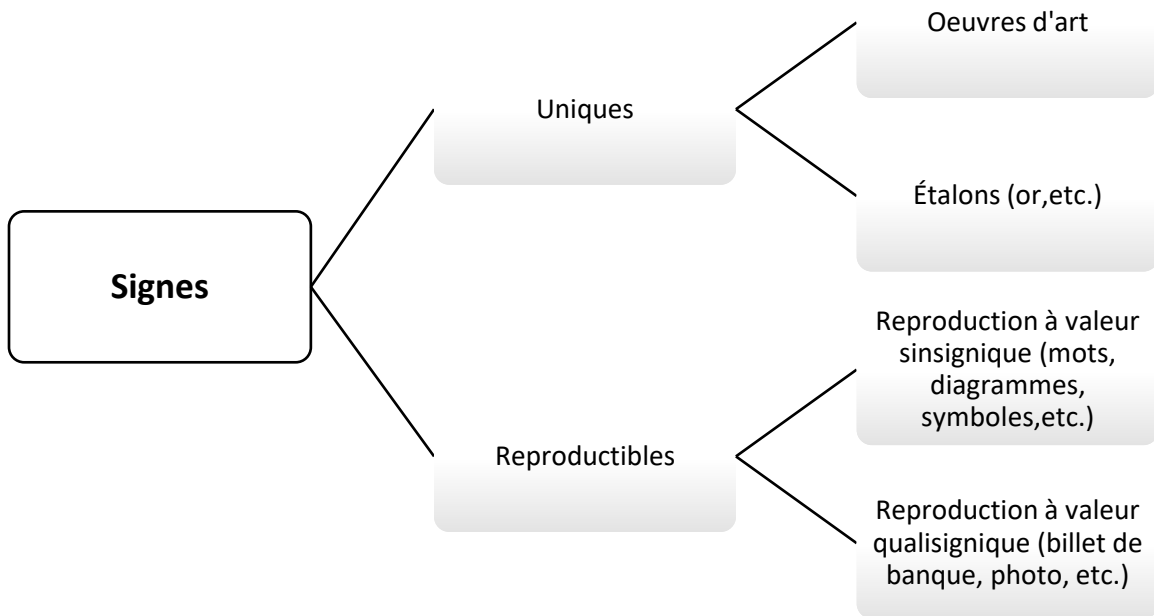 Signes
Uniques
Oeuvres d'art
Étalons (or,etc.)
Reproductibles
Reproduction à valeur
sinsignique (mots,
diagrammes,
symboles,etc.)
Reproduction à valeur
qualisignique (billet de
banque, photo, etc.)